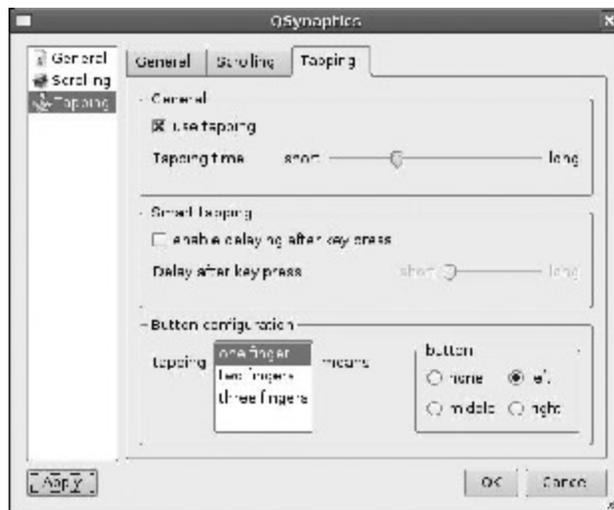 QSynaptics
General
Scrolling
Tapping
General Scrolling Tapping
General
use tapping
Tapping time short long
Smart tapping
enable delaying after key press
Delay after key press short long
Button configuration
tapping one finger means
two fingers
three fingers
button
none left
middle right
Apply OK Cancel